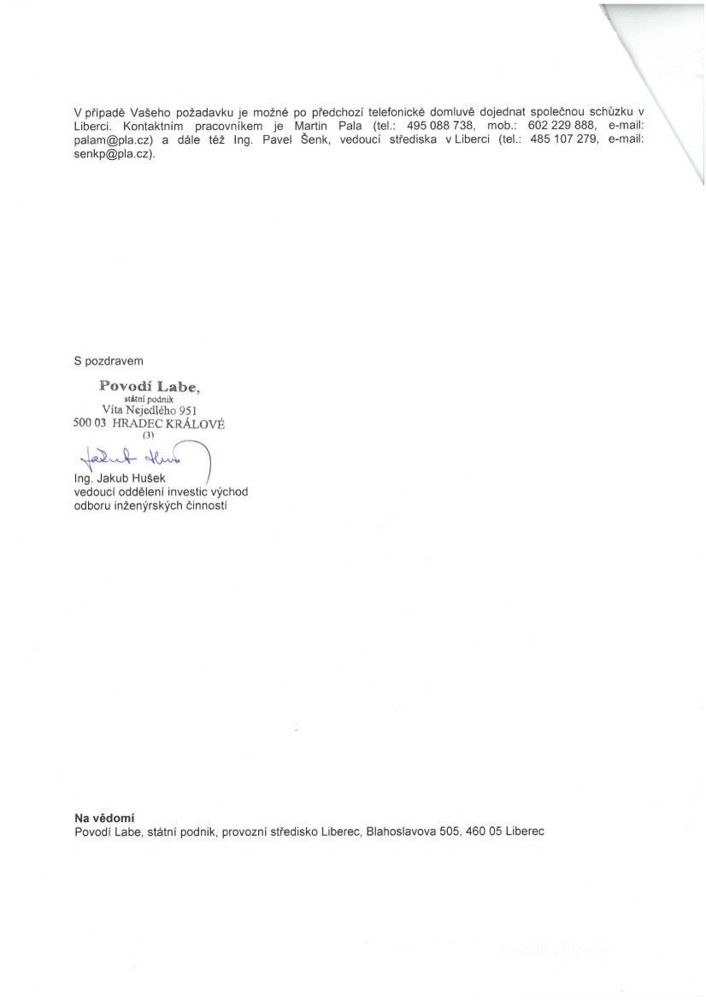 V případě Vašeho požadavku je možné po předchozí telefonické domluvě dojednat společnou schůzku v
Liberci. Kontaktním pracovníkem je Martin Pala (tel.: 495 088 738, mob.: 602 229 888, e-mail:
palam@pla.cz) a dále též Ing. Pavel Šenk, vedoucí střediska v Liberci (tel.: 485 107 279, e-mail:
senkp@pla.cz).
S pozdravem
Povodí Labe,
státní podnik
Víta Nejedlého 951
500 03 HRADEC KRÁLOVÉ
(3)
Ing. Jakub Hušek
vedoucí oddělení investic východ
odboru inženýrských činností
Na vědomí
Povodí Labe, státní podnik, provozní středisko Liberec, Blahoslavova 505, 460 05 Liberec